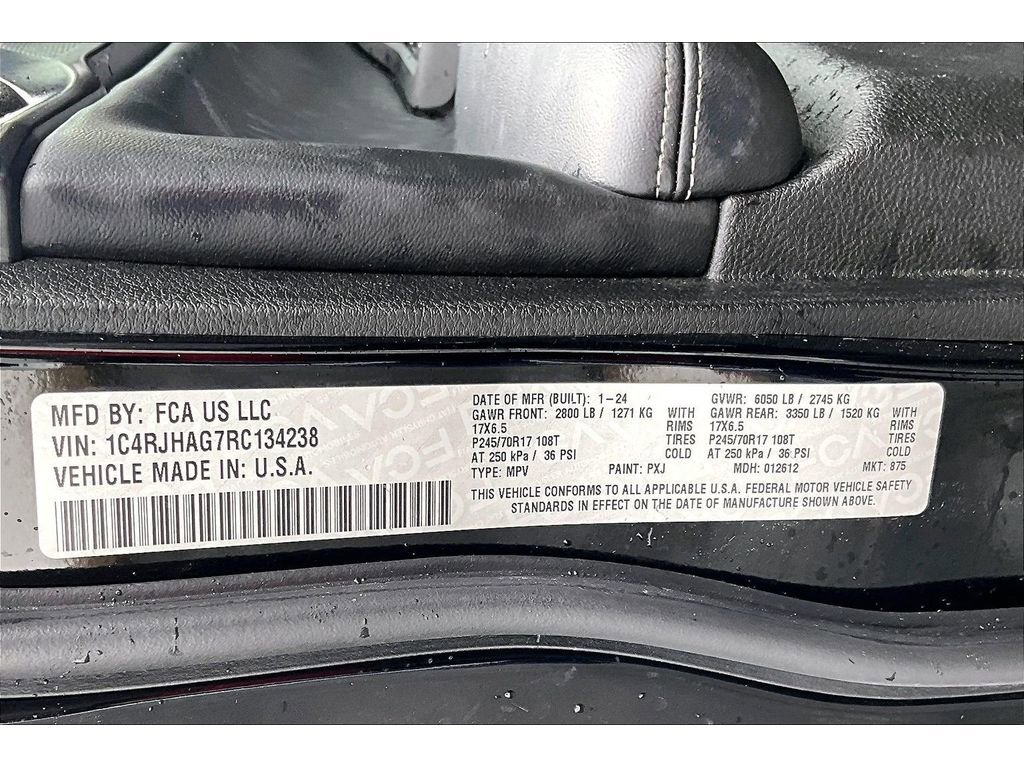 MFD BY: FCA US LLC
VIN: 1C4RJHAG7RC134238
VEHICLE MADE IN: U.S.A.
DATE OF MFR (BUILT): 1-24 GVWR: 6050 LB / 2745 KG
GAWR FRONT: 2800 LB / 1271 KG WITH GAWR REAR: 3350 LB / 1520 KG WITH
17X6.5 RIMS 17X6.5 RIMS
P245/70R17 108T TIRES P245/70R17 108T TIRES
AT 250 kPa / 36 PSI COLD AT 250 kPa / 36 PSI COLD
TYPE: MPV PAINT: PXJ MDH: 012612 MKT: 875
THIS VEHICLE CONFORMS TO ALL APPLICABLE U.S.A. FEDERAL MOTOR VEHICLE SAFETY
STANDARDS IN EFFECT ON THE DATE OF MANUFACTURE SHOWN ABOVE.